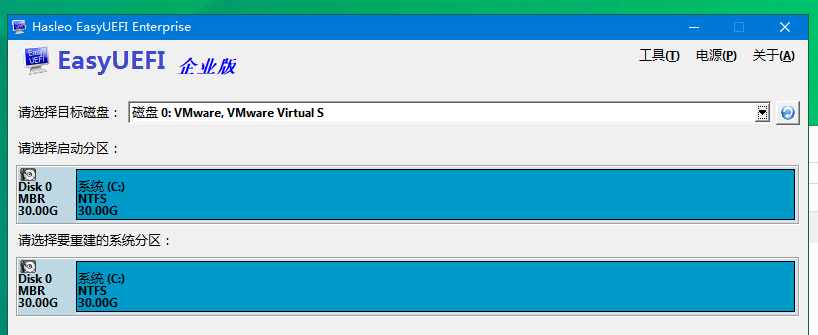 Hasleo EasyUEFI Enterprise
EasyUEFI 企业版
工具(T) 电源(P) 关于(A)
请选择目标磁盘： 磁盘 0: VMware, VMware Virtual S
请选择启动分区：
Disk 0
MBR
30.00G
系统 (C:)
NTFS
30.00G
请选择要重建的系统分区：
Disk 0
MBR
30.00G
系统 (C:)
NTFS
30.00G